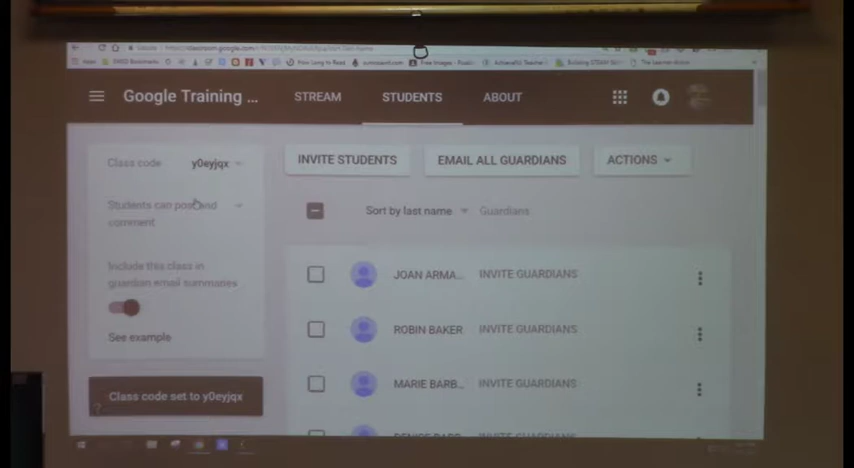 Google Training ...
STREAM
STUDENTS
ABOUT
Class code y0eyjqx
Students can post and
comment
Include this class in
guardian email summaries
See example
Class code set to y0eyjqx
INVITE STUDENTS
EMAIL ALL GUARDIANS
ACTIONS
Sort by last name
Guardians
JOAN ARMA... INVITE GUARDIANS
ROBIN BAKER INVITE GUARDIANS
MARIE BARB... INVITE GUARDIANS